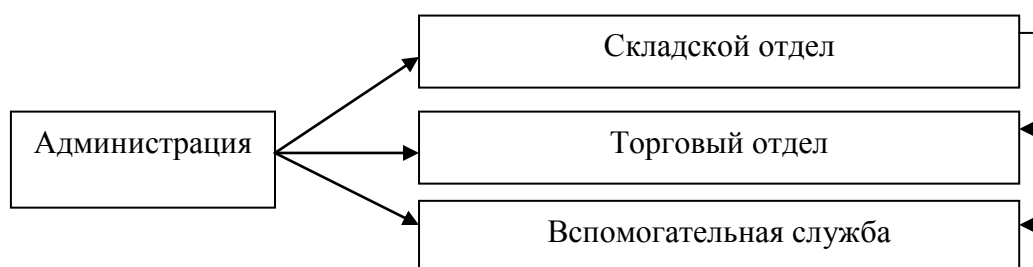 Складской отдел
Администрация
Торговый отдел
Вспомогательная служба